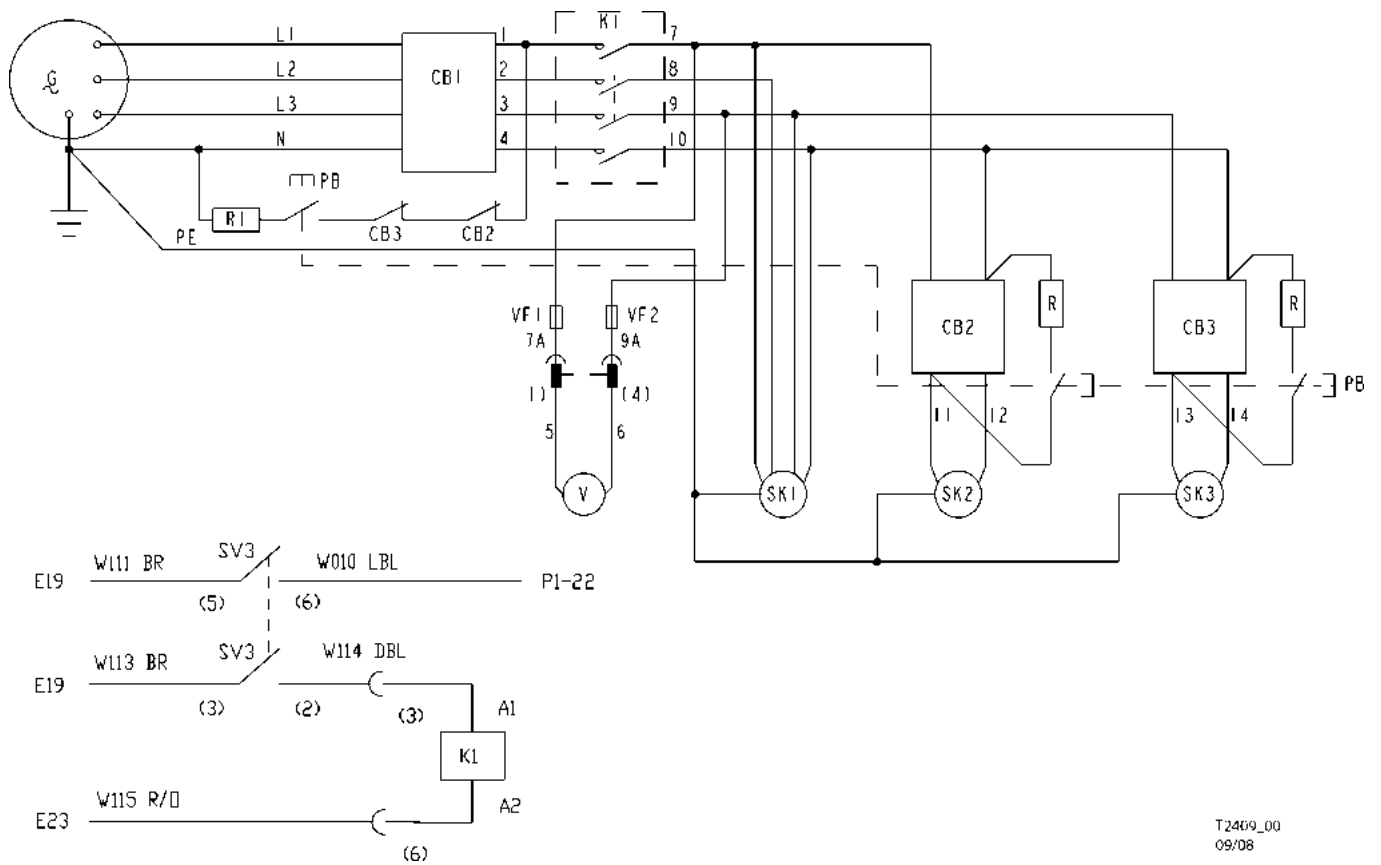 K1
L1 1 7
G L2 CB1 2 8
L3 3 9
N 4 10
PB
R1
PE CB3 CB2
VF1 VF2 CB2 R CB3 R
7A 9A
(4) PB
11 12 13 14
5 6
V SK1 SK2 SK3
E19 W111 BR SV3 W010 LBL P1-22
(5) (6)
E19 W113 BR SV3 W114 DBL
(3) (2) (3) A1
K1
E23 W115 R/O A2
(6)
T2409_00
09/08